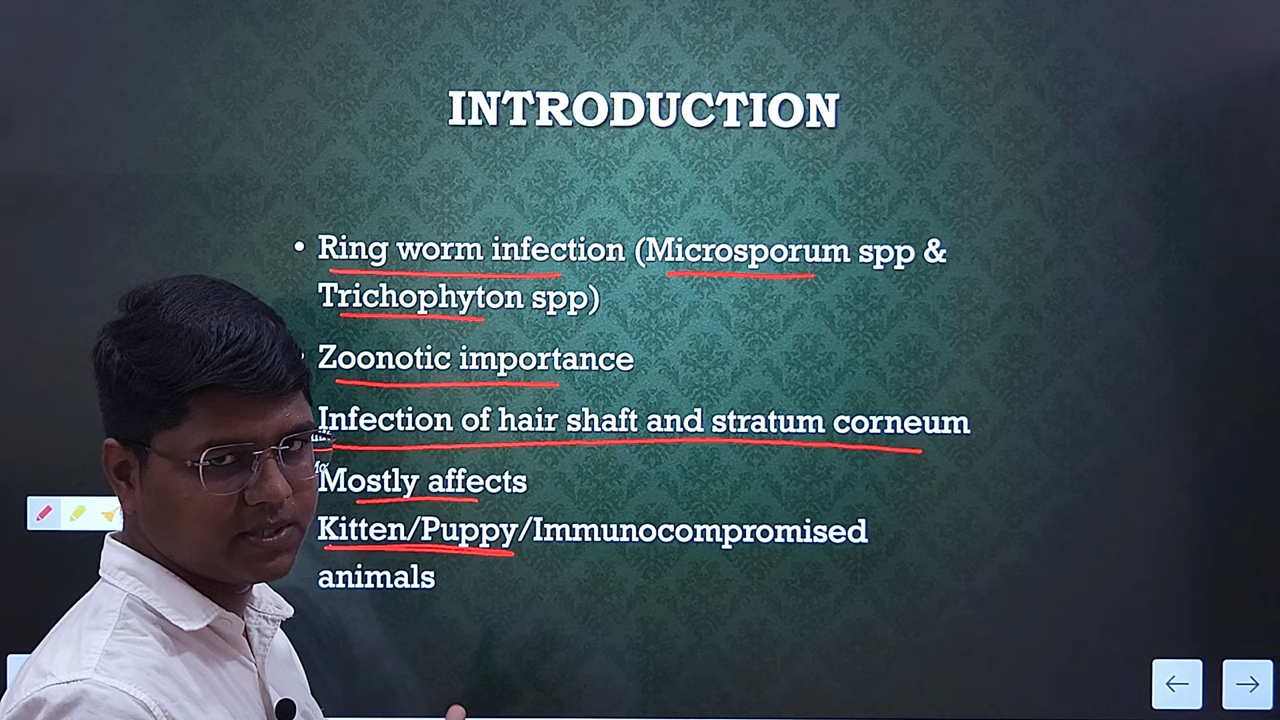 INTRODUCTION
• Ring worm infection (Microsporum spp &
Trichophyton spp)
• Zoonotic importance
Infection of hair shaft and stratum corneum
Mostly affects
Kitten/Puppy/Immunocompromised
animals